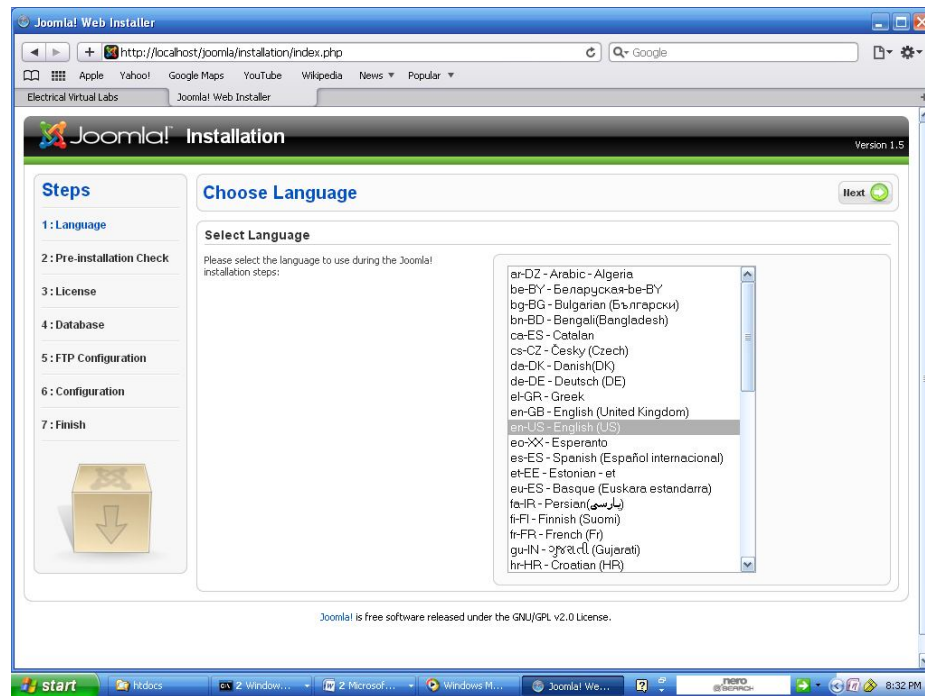 Joomla! Web Installer
http://localhost/joomla/installation/index.php
Google
Apple Yahoo! Google Maps YouTube Wikipedia News Popular
Electrical Virtual Labs
Joomla! Web Installer
Joomla! Installation
Version 1.5
Steps
1 : Language
2 : Pre-installation Check
3 : License
4 : Database
5 : FTP Configuration
6 : Configuration
7 : Finish
Choose Language
Next
Select Language
Please select the language to use during the Joomla!
installation steps:
ar-DZ - Arabic - Algeria
be-BY - Беларуская-be-BY
bg-BG - Bulgarian (Български)
bn-BD - Bengali(Bangladesh)
ca-ES - Catalan
cs-CZ - Česky (Czech)
da-DK - Danish(DK)
de-DE - Deutsch (DE)
el-GR - Greek
en-GB - English (United Kingdom)
en-US - English (US)
eo-XX - Esperanto
es-ES - Spanish (Español internacional)
et-EE - Estonian - et
eu-ES - Basque (Euskara estandarra)
fa-IR - Persian(پارسی)
fi-FI - Finnish (Suomi)
fr-FR - French (Fr)
gu-IN - ગુજરાતી (Gujarati)
hr-HR - Croatian (HR)
Joomla! is free software released under the GNU/GPL v2.0 License.
start
htdocs
2 Window...
2 Microsof...
Windows M...
Joomla! We...
nero
SEARCH
8:32 PM